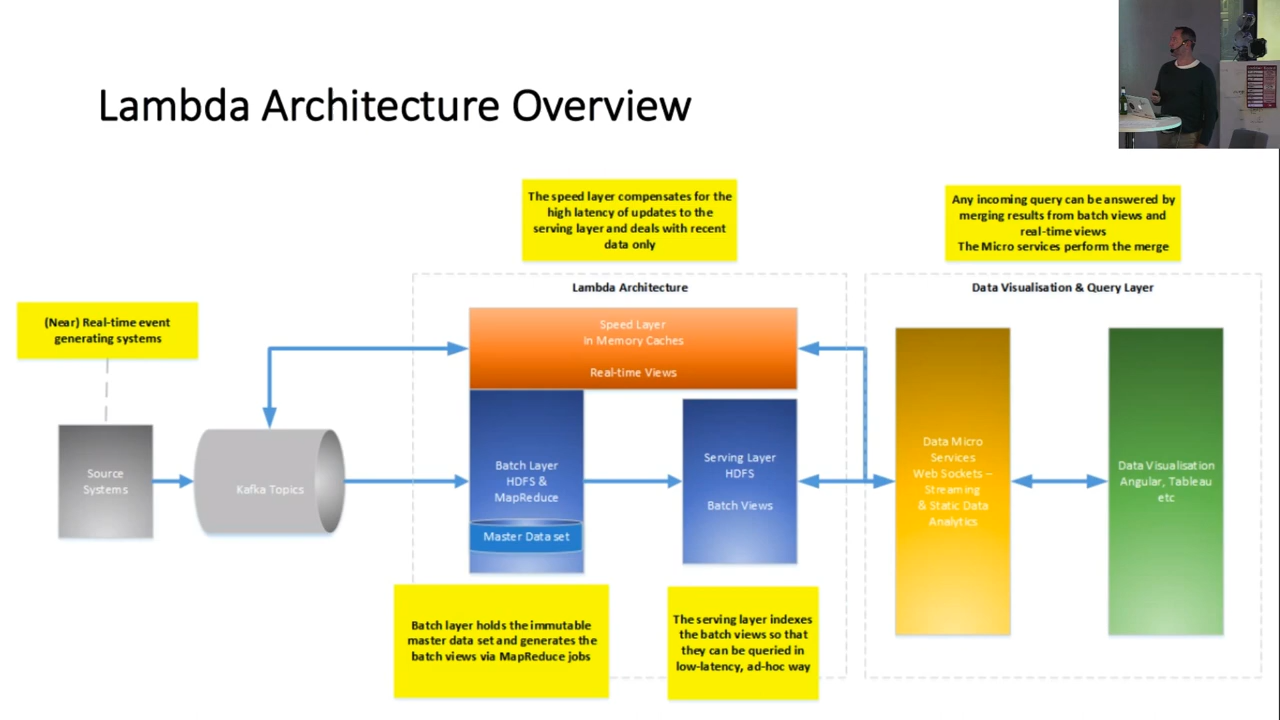 Lambda Architecture Overview
The speed layer compensates for the
high latency of updates to the
serving layer and deals with recent
data only
Any incoming query can be answered by
merging results from batch views and
real-time views
The Micro services perform the merge
(Near) Real-time event
generating systems
Lambda Architecture
Data Visualisation & Query Layer
Speed Layer
In Memory Caches
Real-time Views
Source
Systems
Kafka Topics
Batch Layer
HDFS &
MapReduce
Master Data set
Serving Layer
HDFS
Batch Views
Data Micro
Services
Web Sockets –
Streaming
& Static Data
Analytics
Data Visualisation
Angular, Tableau
etc
Batch layer holds the immutable
master data set and generates the
batch views via MapReduce jobs
The serving layer indexes
the batch views so that
they can be queried in
low-latency, ad-hoc way